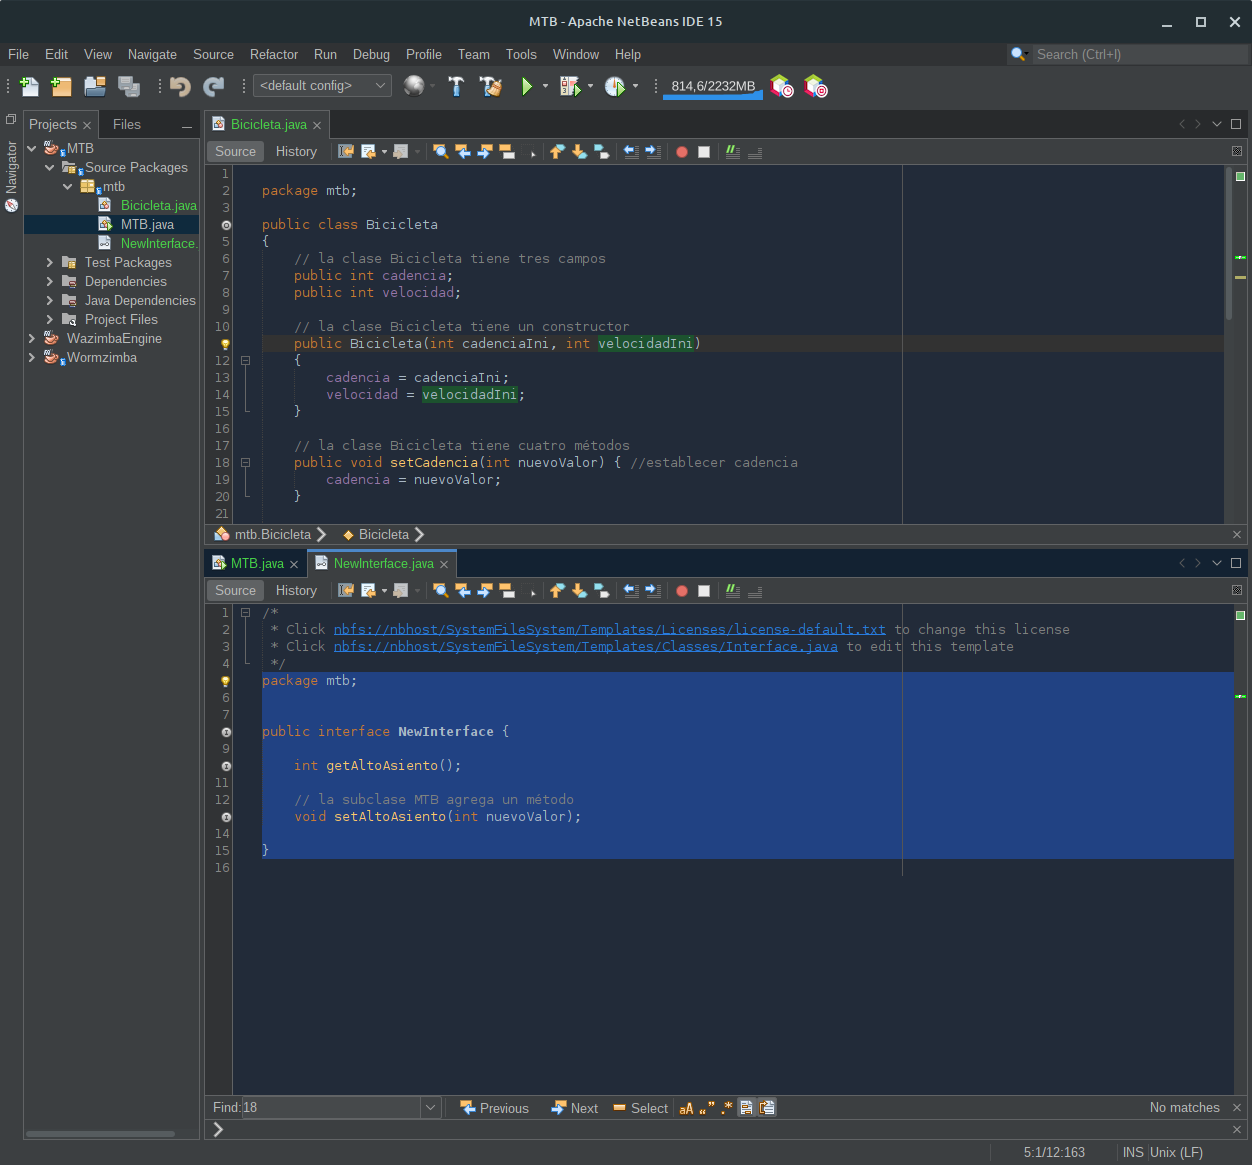 MTB - Apache NetBeans IDE 15
File Edit View Navigate Source Refactor Run Debug Profile Team Tools Window Help
Search (Ctrl+I)
<default config>
814,6/2232MB
Navigator
Projects Files
MTB
Source Packages
mtb
Bicicleta.java
MTB.java
NewInterface.
Test Packages
Dependencies
Java Dependencies
Project Files
WazimbaEngine
Wormzimba
Bicicleta.java
Source History
1
2 package mtb;
3
public class Bicicleta
5 {
6 // la clase Bicicleta tiene tres campos
7 public int cadencia;
8 public int velocidad;
9
10 // la clase Bicicleta tiene un constructor
public Bicicleta(int cadenciaIni, int velocidadIni)
12 {
13 cadencia = cadenciaIni;
14 velocidad = velocidadIni;
15 }
16
17 // la clase Bicicleta tiene cuatro métodos
18 public void setCadencia(int nuevoValor) { //establecer cadencia
19 cadencia = nuevoValor;
20 }
21
mtb.Bicicleta Bicicleta
MTB.java NewInterface.java
Source History
1 /*
2 * Click nbfs://nbhost/SystemFileSystem/Templates/Licenses/license-default.txt to change this license
3 * Click nbfs://nbhost/SystemFileSystem/Templates/Classes/Interface.java to edit this template
4 */
package mtb;
6
7
public interface NewInterface {
9
int getAltoAsiento();
11
12 // la subclase MTB agrega un método
void setAltoAsiento(int nuevoValor);
14
15 }
16
Find: 18 Previous Next Select aA “” .* No matches
5:1/12:163 INS Unix (LF)